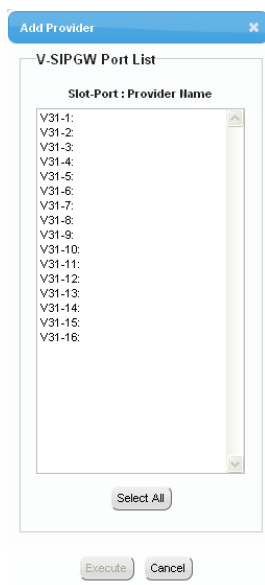 Add Provider
V-SIPGW Port List
Slot-Port : Provider Name
V31-1:
V31-2:
V31-3:
V31-4:
V31-5:
V31-6:
V31-7:
V31-8:
V31-9:
V31-10:
V31-11:
V31-12:
V31-13:
V31-14:
V31-15:
V31-16:
Select All
Execute Cancel